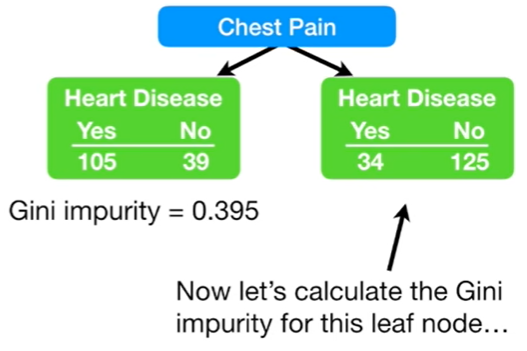 Chest Pain
Heart Disease
Yes No
105 39
Heart Disease
Yes No
34 125
Gini impurity = 0.395
Now let’s calculate the Gini
impurity for this leaf node…